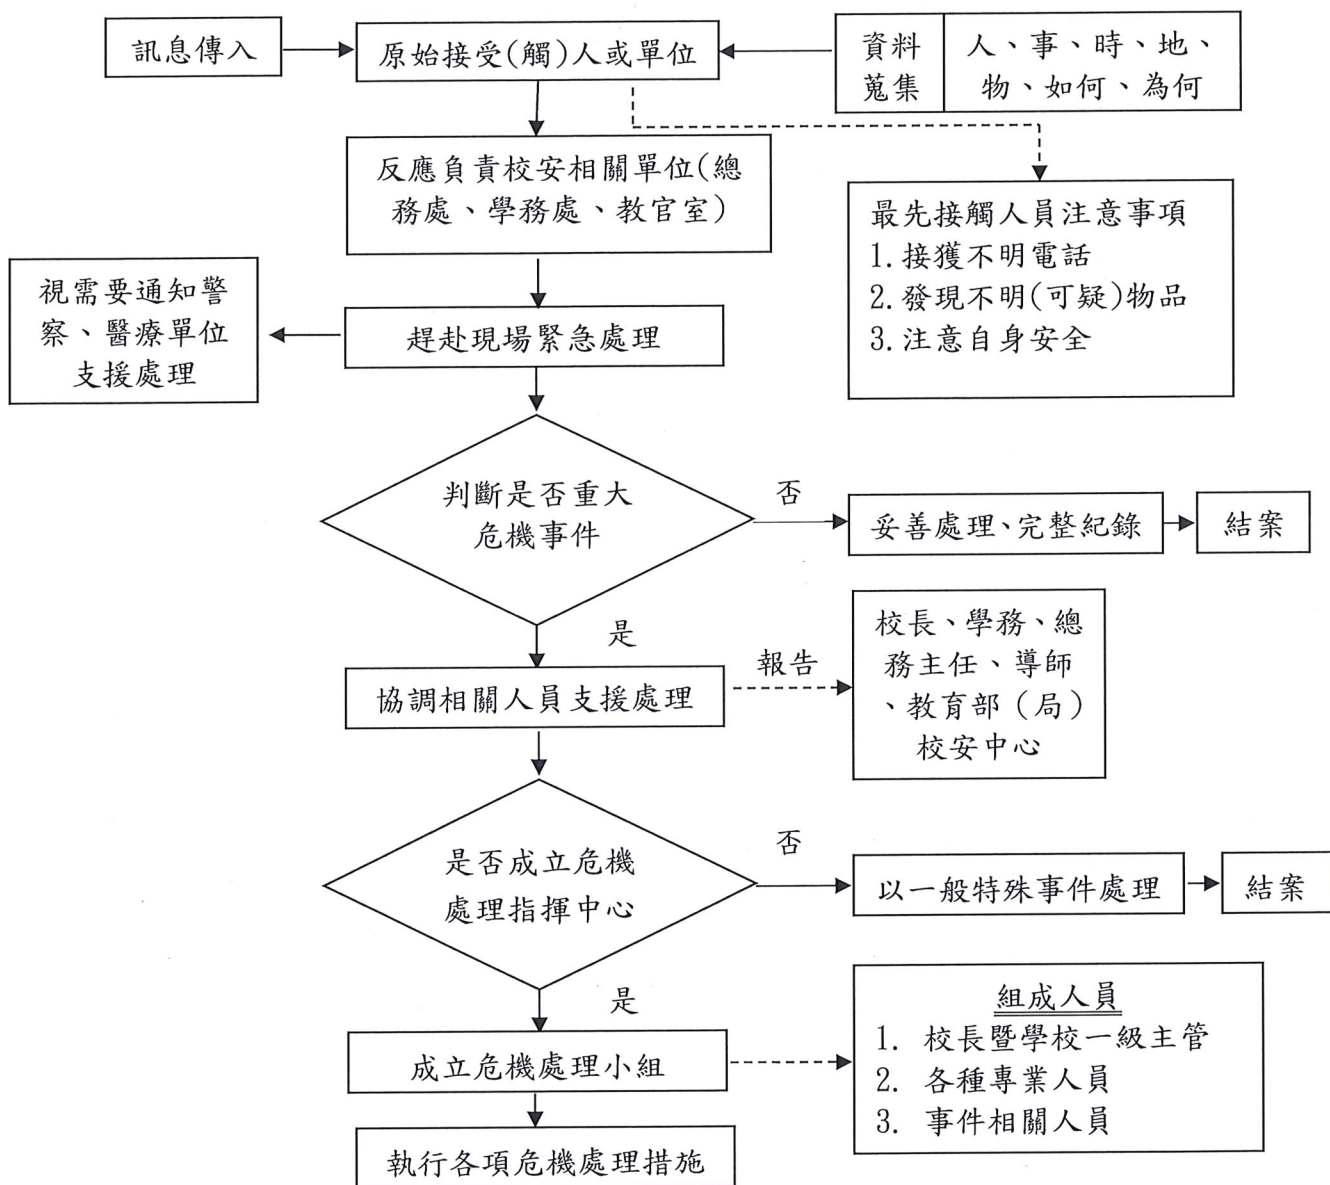 訊息傳入
原始接受(觸)人或單位
資料
蒐集
人、事、時、地、
物、如何、為何
反應負責校安相關單位(總
務處、學務處、教官室)
最先接觸人員注意事項
1.接獲不明電話
2.發現不明(可疑)物品
3.注意自身安全
視需要通知警
察、醫療單位
支援處理
趕赴現場緊急處理
判斷是否重大
危機事件
否
妥善處理、完整紀錄
結案
是
協調相關人員支援處理
報告
校長、學務、總
務主任、導師
、教育部(局)
校安中心
是否成立危機
處理指揮中心
否
以一般特殊事件處理
結案
是
成立危機處理小組
組成人員
1. 校長暨學校一級主管
2. 各種專業人員
3. 事件相關人員
執行各項危機處理措施